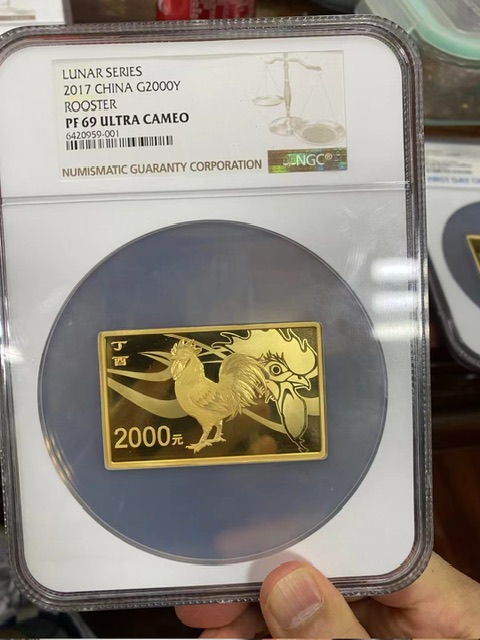 LUNAR SERIES
2017 CHINA G2000Y
ROOSTER
PF 69 ULTRA CAMEO
6420959-001
NUMISMATIC GUARANTY CORPORATION
NGC®
丁
酉
2000元